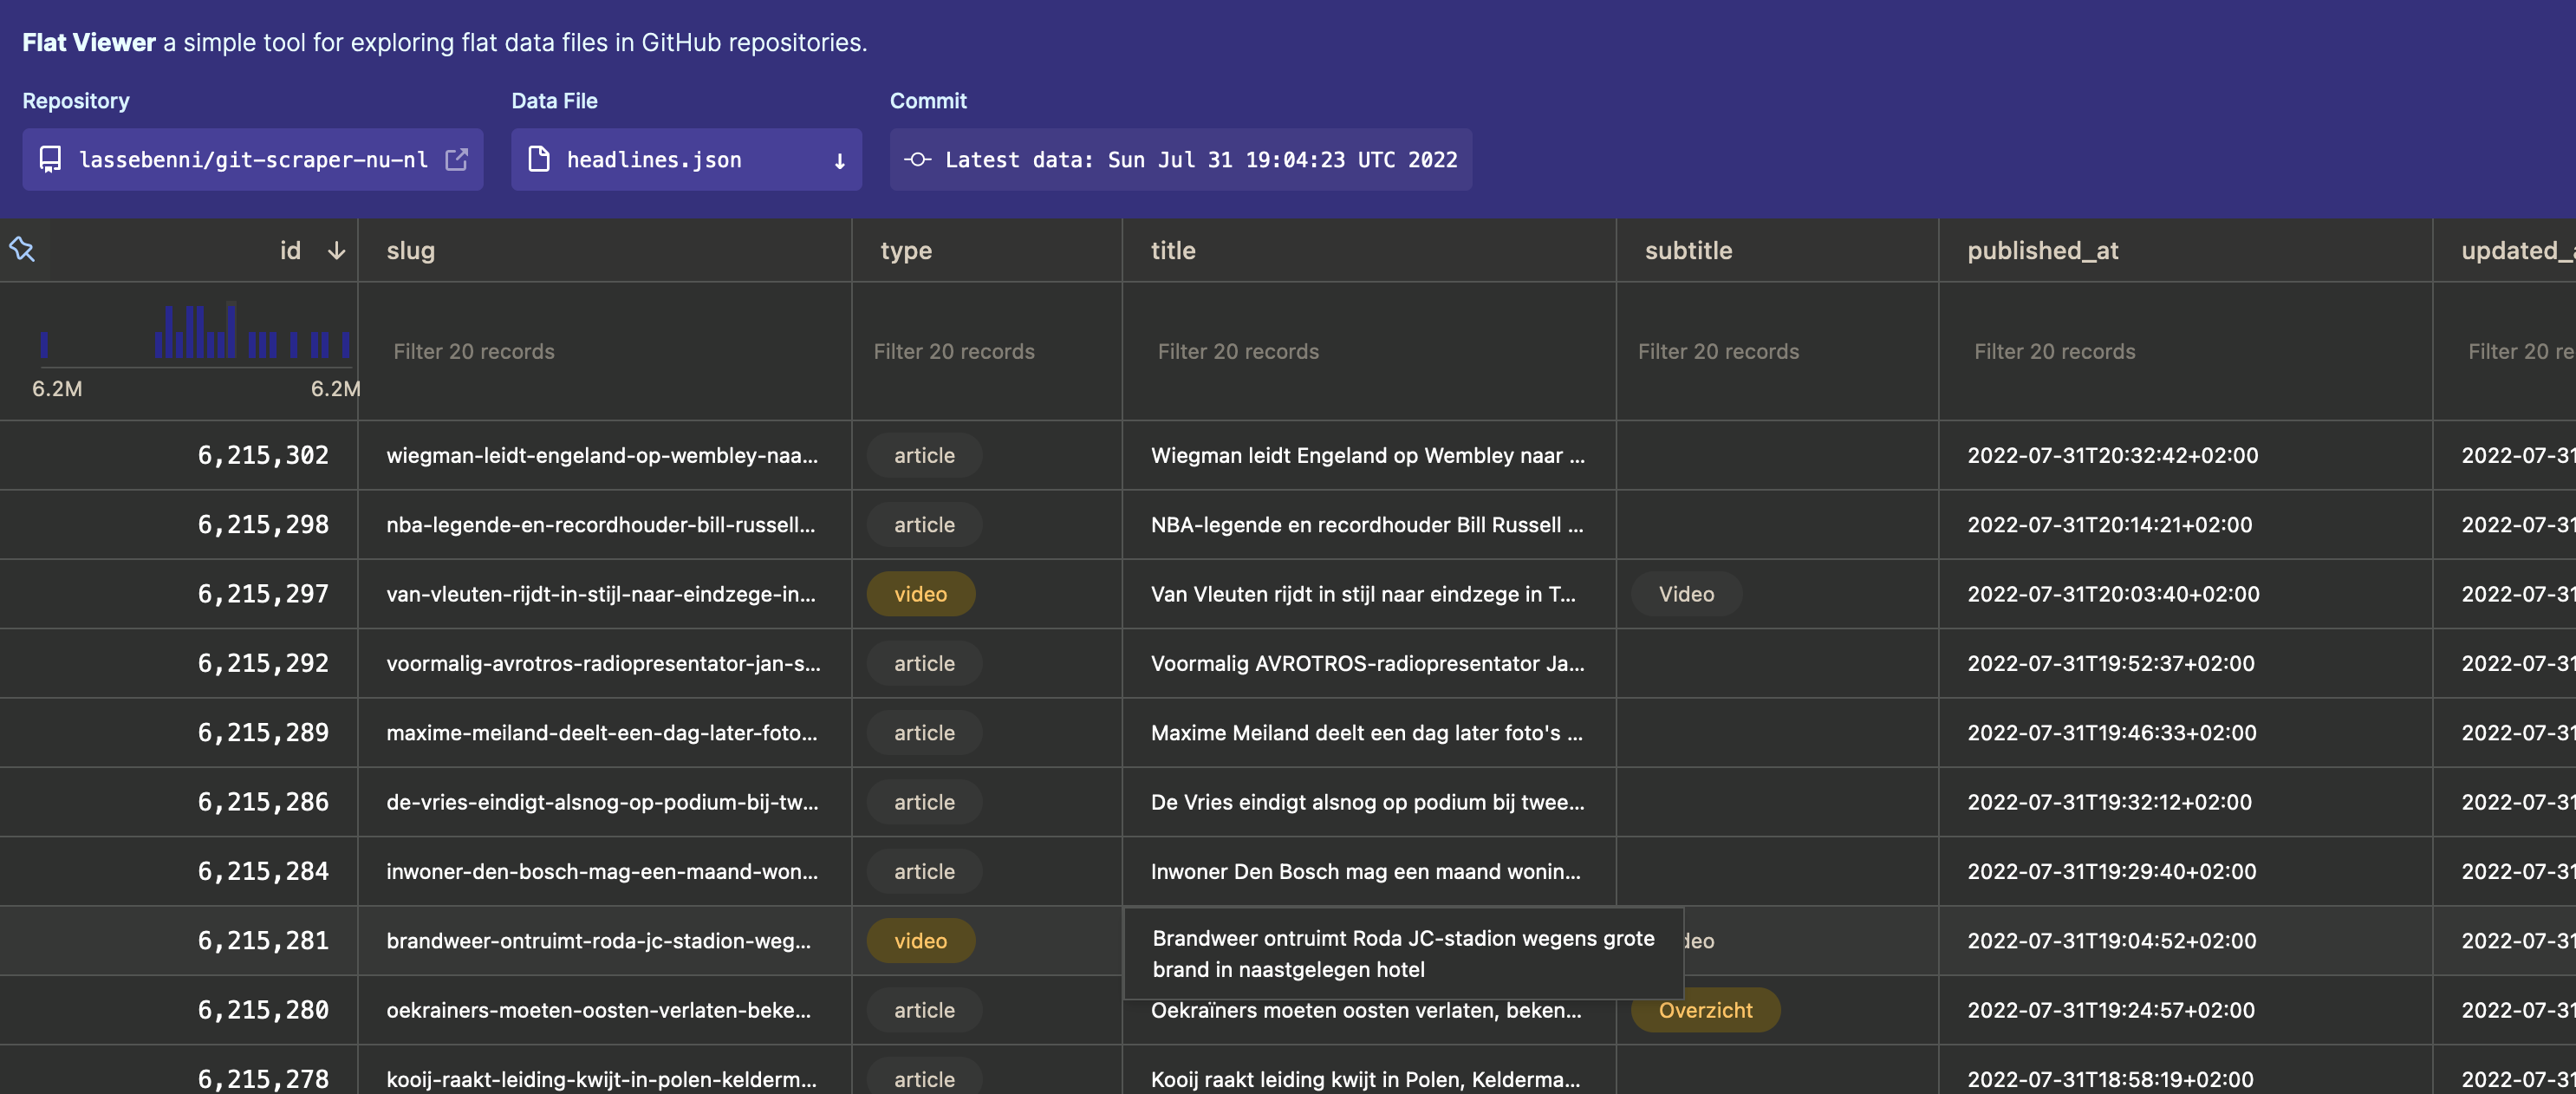 Flat Viewer a simple tool for exploring flat data files in GitHub repositories.
Repository Data File Commit
lassebenni/git-scraper-nu-nl headlines.json ↓ Latest data: Sun Jul 31 19:04:23 UTC 2022
id ↓ slug type title subtitle published_at updated_a
Filter 20 records Filter 20 records Filter 20 records Filter 20 records Filter 20 records Filter 20 re
6.2M 6.2M
6,215,302 wiegman-leidt-engeland-op-wembley-naa... article Wiegman leidt Engeland op Wembley naar ... 2022-07-31T20:32:42+02:00 2022-07-31
6,215,298 nba-legende-en-recordhouder-bill-russell... article NBA-legende en recordhouder Bill Russell ... 2022-07-31T20:14:21+02:00 2022-07-31
6,215,297 van-vleuten-rijdt-in-stijl-naar-eindzege-in... video Van Vleuten rijdt in stijl naar eindzege in T... Video 2022-07-31T20:03:40+02:00 2022-07-31
6,215,292 voormalig-avrotros-radiopresentator-jan-s... article Voormalig AVROTROS-radiopresentator Ja... 2022-07-31T19:52:37+02:00 2022-07-31
6,215,289 maxime-meiland-deelt-een-dag-later-foto... article Maxime Meiland deelt een dag later foto's ... 2022-07-31T19:46:33+02:00 2022-07-31
6,215,286 de-vries-eindigt-alsnog-op-podium-bij-tw... article De Vries eindigt alsnog op podium bij twee... 2022-07-31T19:32:12+02:00 2022-07-31
6,215,284 inwoner-den-bosch-mag-een-maand-won... article Inwoner Den Bosch mag een maand wonin... 2022-07-31T19:29:40+02:00 2022-07-31
6,215,281 brandweer-ontruimt-roda-jc-stadion-weg... video Brandweer ontruimt Roda JC-stadion wegens grote deo 2022-07-31T19:04:52+02:00 2022-07-31
brand in naastgelegen hotel
6,215,280 oekrainers-moeten-oosten-verlaten-beke... article Oekraïners moeten oosten verlaten, beken... Overzicht 2022-07-31T19:24:57+02:00 2022-07-31
6,215,278 kooij-raakt-leiding-kwijt-in-polen-kelderm... article Kooij raakt leiding kwijt in Polen, Kelderma... 2022-07-31T18:58:19+02:00 2022-07-31